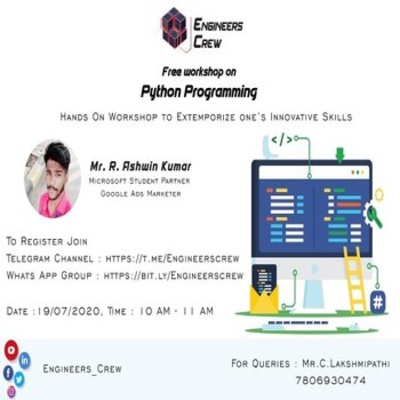 Engineers
Crew
Free workshop on
Python Programming
Hands On Workshop to Extemporize one's Innovative Skills
Mr. R. Ashwin Kumar
Microsoft Student Partner
Google Ads Marketer
To Register Join
Telegram Channel : https://t.me/Engineerscrew
Whats App Group : https://bit.ly/Engineerscrew
Date :19/07/2020, Time : 10 AM - 11 AM
Engineers_Crew
For Queries : Mr.C.Lakshmipathi
7806930474